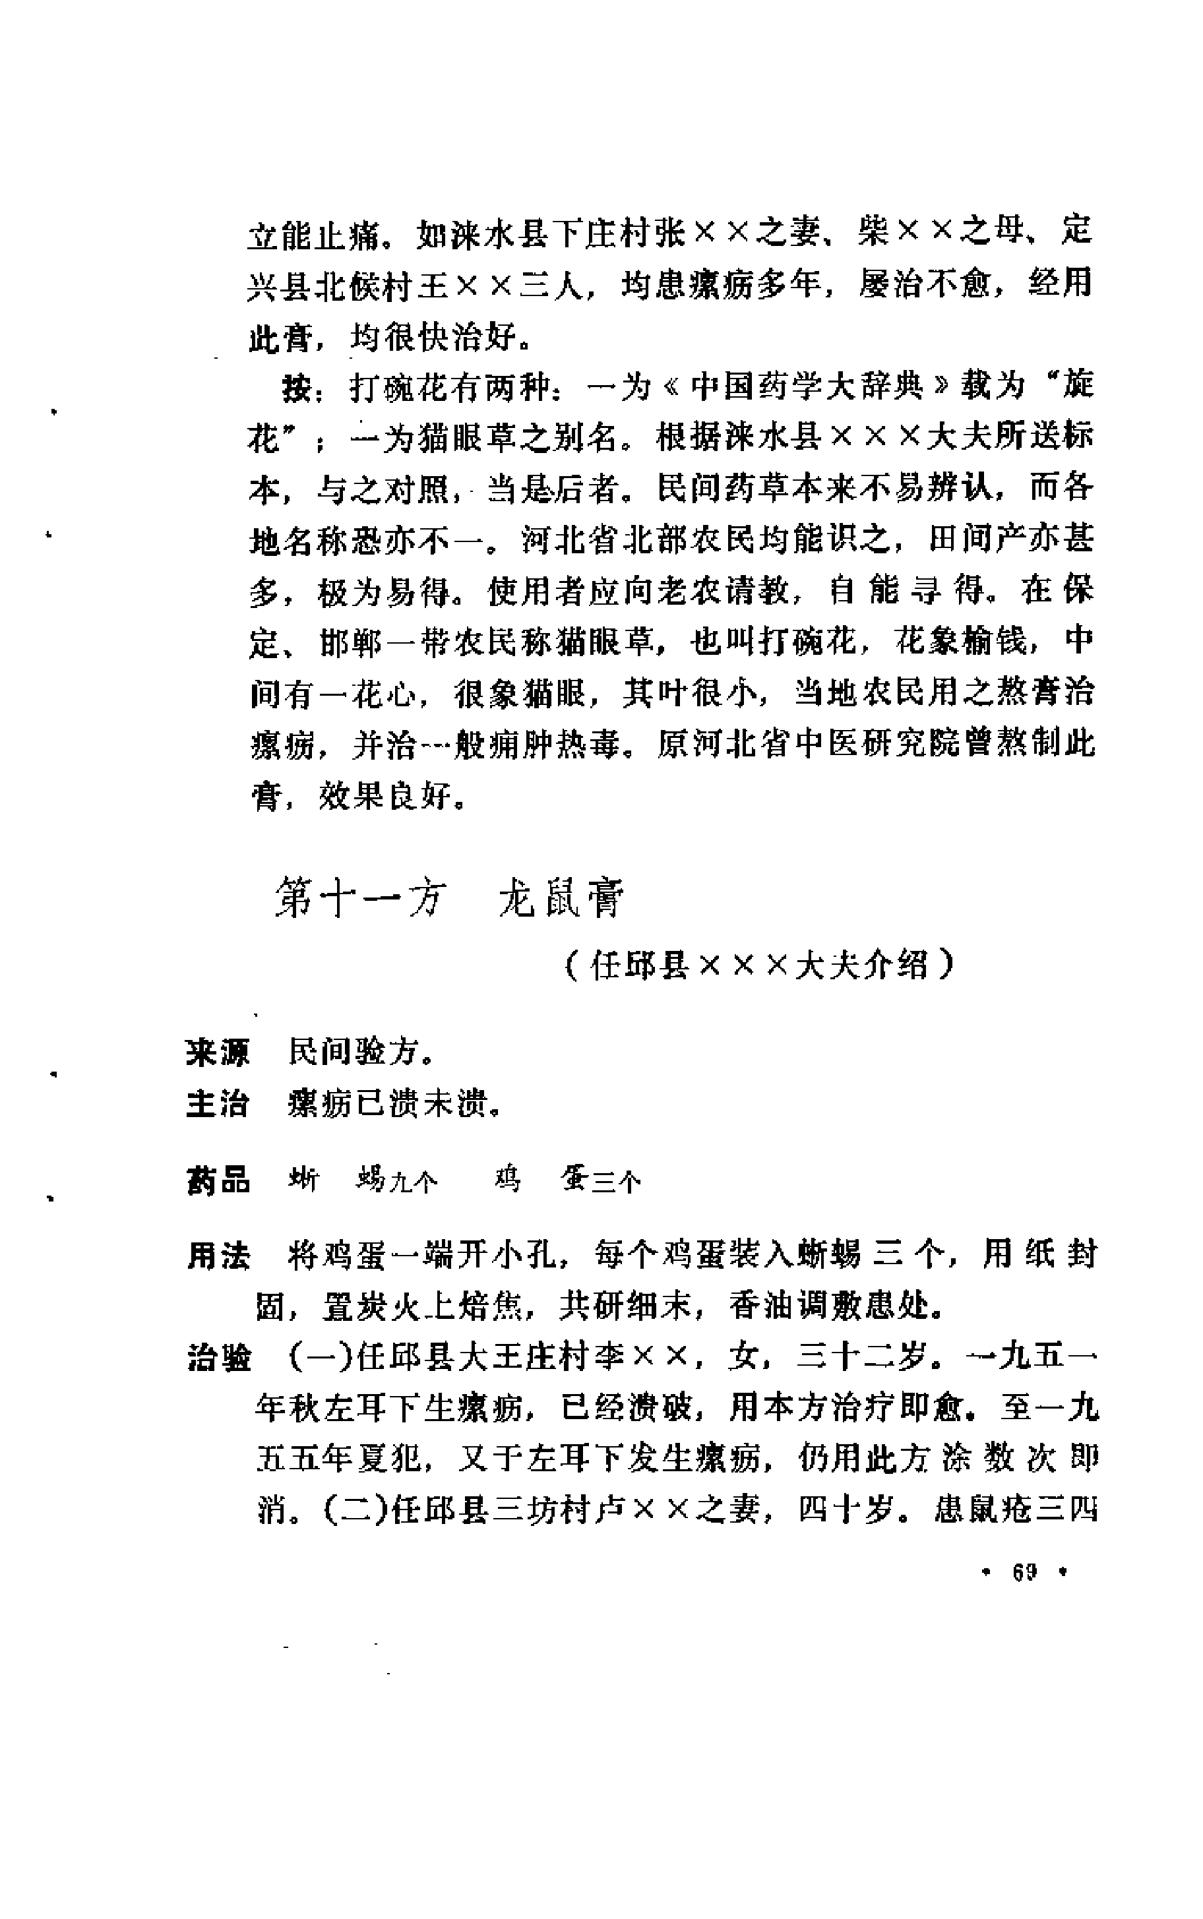 立能止痛。如涞水县下庄村张××之妻、柴××之母、定
兴县北候村王××三人，均患瘰疬多年，屡治不愈，经用
此膏，均很快治好。
按：打碗花有两种：一为《中国药学大辞典》载为“旋
花”；一为猫眼草之别名。根据涞水县×××大夫所送标
本，与之对照，当是后者。民间药草本来不易辨认，而各
地名称恐亦不一。河北省北部农民均能识之，田间产亦甚
多，极为易得。使用者应向老农请教，自能寻得。在保
定、邯郸一带农民称猫眼草，也叫打碗花，花象榆钱，中
间有一花心，很象猫眼，其叶很小，当地农民用之熬膏治
瘰疬，并治一般痈肿热毒。原河北省中医研究院曾熬制此
膏，效果良好。
第十一方 龙鼠膏
（任邱县×××大夫介绍）
来源 民间验方。
主治 瘰疬已溃未溃。
药品 蜥 蜴九个 鸡 蛋三个
用法 将鸡蛋一端开小孔，每个鸡蛋装入蜥蜴三个，用纸封
固，置炭火上焙焦，共研细末，香油调敷患处。
治验 (一)任邱县大王庄村李××，女，三十二岁。一九五一
年秋左耳下生瘰疬，已经溃破，用本方治疗即愈。至一九
五五年夏犯，又于左耳下发生瘰疬，仍用此方涂数次即
消。(二)任邱县三坊村卢××之妻，四十岁。患鼠疮三四
• 69 •